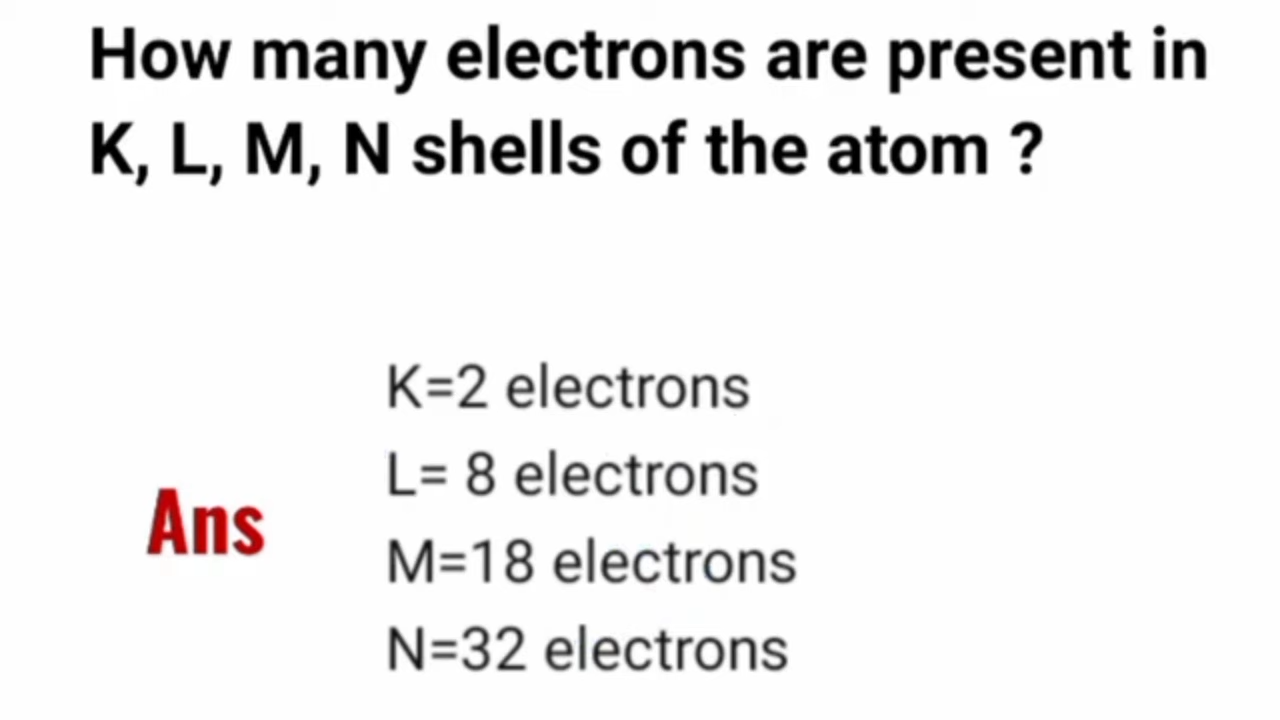 How many electrons are present in
K, L, M, N shells of the atom ?
K=2 electrons
L= 8 electrons
Ans
M=18 electrons
N=32 electrons